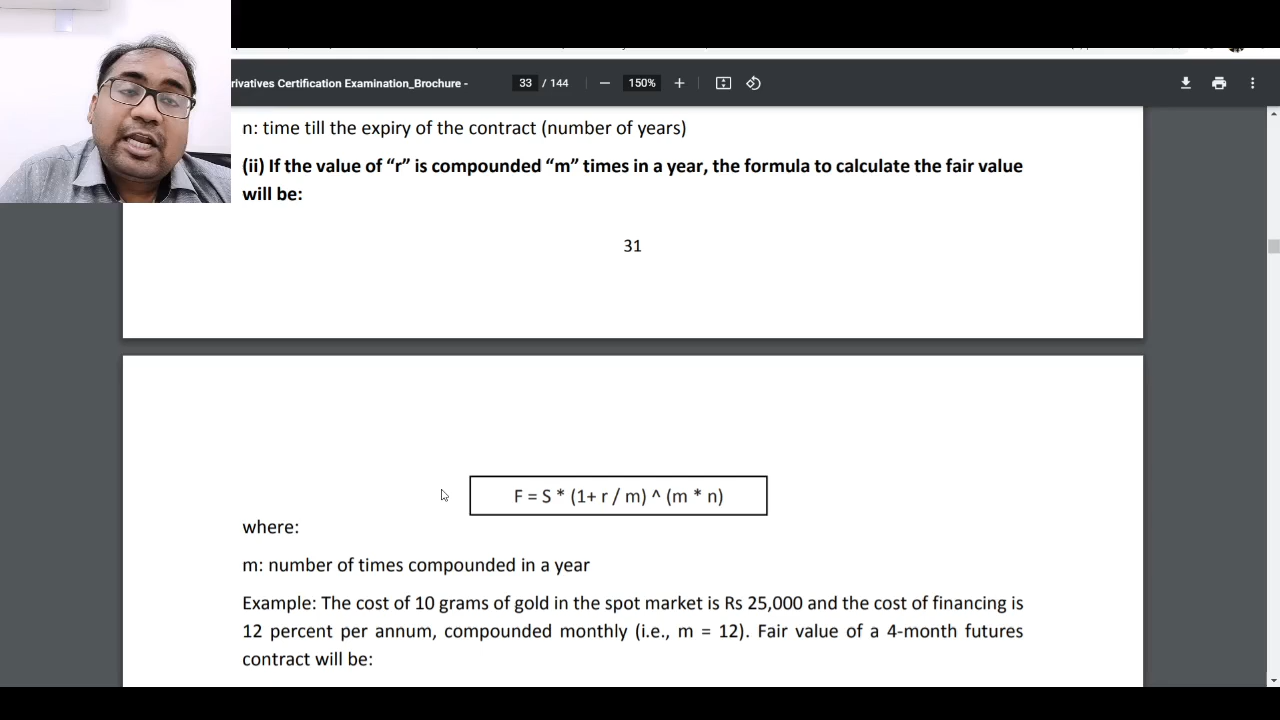 rivatives Certification Examination_Brochure -
33 / 144
150%
n: time till the expiry of the contract (number of years)
(ii) If the value of “r” is compounded “m” times in a year, the formula to calculate the fair value
will be:
31
F = S * (1+ r / m) ^ (m * n)
where:
m: number of times compounded in a year
Example: The cost of 10 grams of gold in the spot market is Rs 25,000 and the cost of financing is
12 percent per annum, compounded monthly (i.e., m = 12). Fair value of a 4-month futures
contract will be: